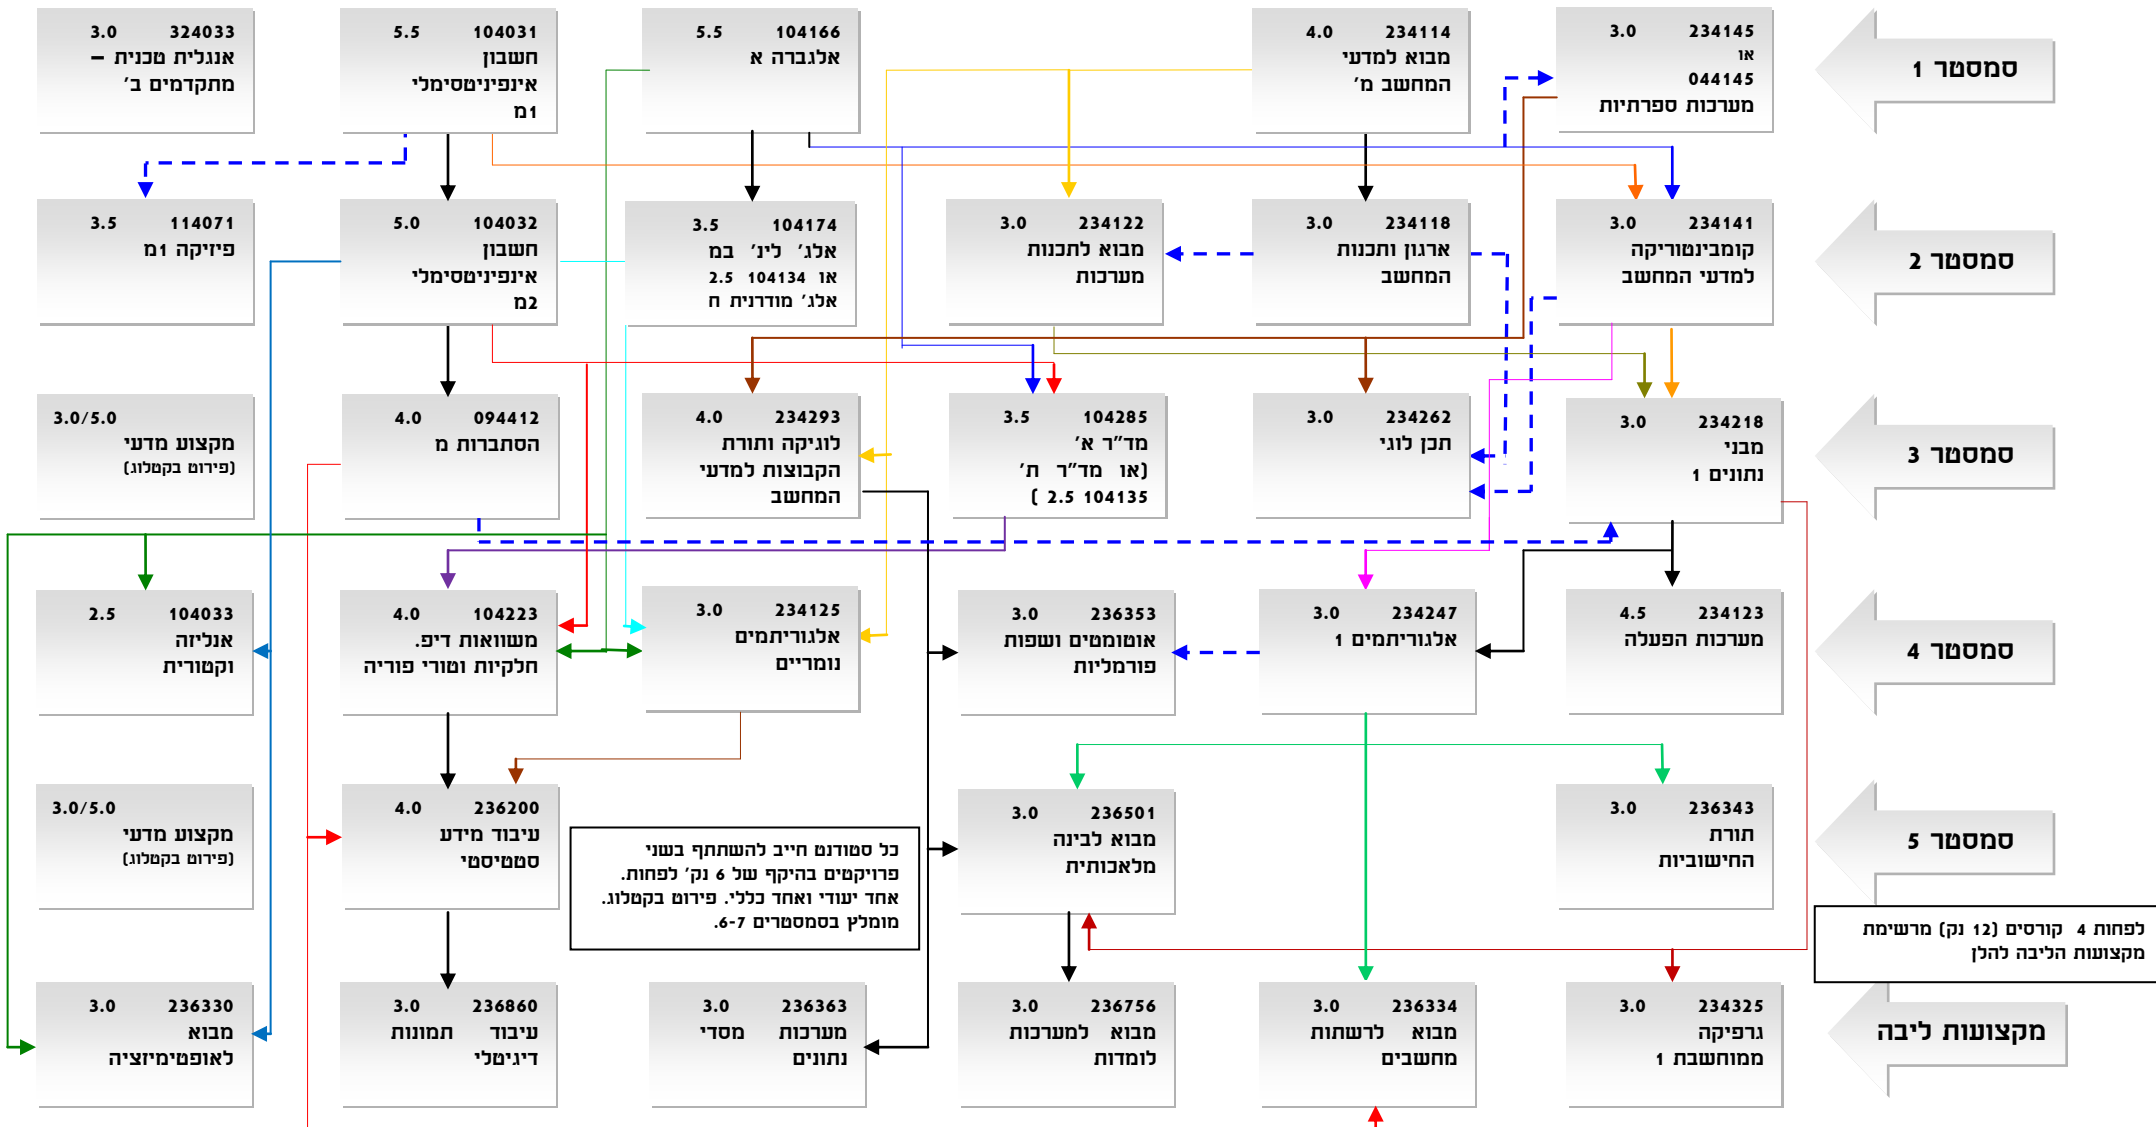 סמסטר 1
234145 3.0
או
044145
מערכות ספרתיות
234114 4.0
מבוא למדעי
המחשב מ'
104166 5.5
אלגברה א
104031 5.5
חשבון
אינפיניטסימלי
1מ
324033 3.0
אנגלית טכנית –
מתקדמים ב'
סמסטר 2
234141 3.0
קומבינטוריקה
למדעי המחשב
234118 3.0
ארגון ותכנות
המחשב
234122 3.0
מבוא לתכנות
מערכות
104174 3.5
אלג' לינ' במ
או 104134 2.5
אלג' מודרנית ח
104032 5.0
חשבון
אינפיניטסימלי
2מ
114071 3.5
פיזיקה 1מ
סמסטר 3
234218 3.0
מבני
נתונים 1
234262 3.0
תכן לוגי
104285 3.5
מד"ר א'
(או מד"ר ת'
104135 2.5 )
234293 4.0
לוגיקה ותורת
הקבוצות למדעי
המחשב
094412 4.0
הסתברות מ
3.0/5.0
מקצוע מדעי
(פירוט בקטלוג)
סמסטר 4
234123 4.5
מערכות הפעלה
234247 3.0
אלגוריתמים 1
236353 3.0
אוטומטים ושפות
פורמליות
234125 3.0
אלגוריתמים
נומריים
104223 4.0
משוואות דיפ.
חלקיות וטורי פוריה
104033 2.5
אנליזה
וקטורית
סמסטר 5
236343 3.0
תורת
החישוביות
236501 3.0
מבוא לבינה
מלאכותית
כל סטודנט חייב להשתתף בשני
פרויקטים בהיקף של 6 נק' לפחות.
אחד יעודי ואחד כללי. פירוט בקטלוג.
מומלץ בסמסטרים 6-7.
236200 4.0
עיבוד מידע
סטטיסטי
3.0/5.0
מקצוע מדעי
(פירוט בקטלוג)
לפחות 4 קורסים (12 נק) מרשימת
מקצועות הליבה להלן
מקצועות ליבה
234325 3.0
גרפיקה
ממוחשבת 1
236334 3.0
מבוא לרשתות
מחשבים
236756 3.0
מבוא למערכות
לומדות
236363 3.0
מערכות מסדי
נתונים
236860 3.0
עיבוד תמונות
דיגיטלי
236330 3.0
מבוא
לאופטימיזציה